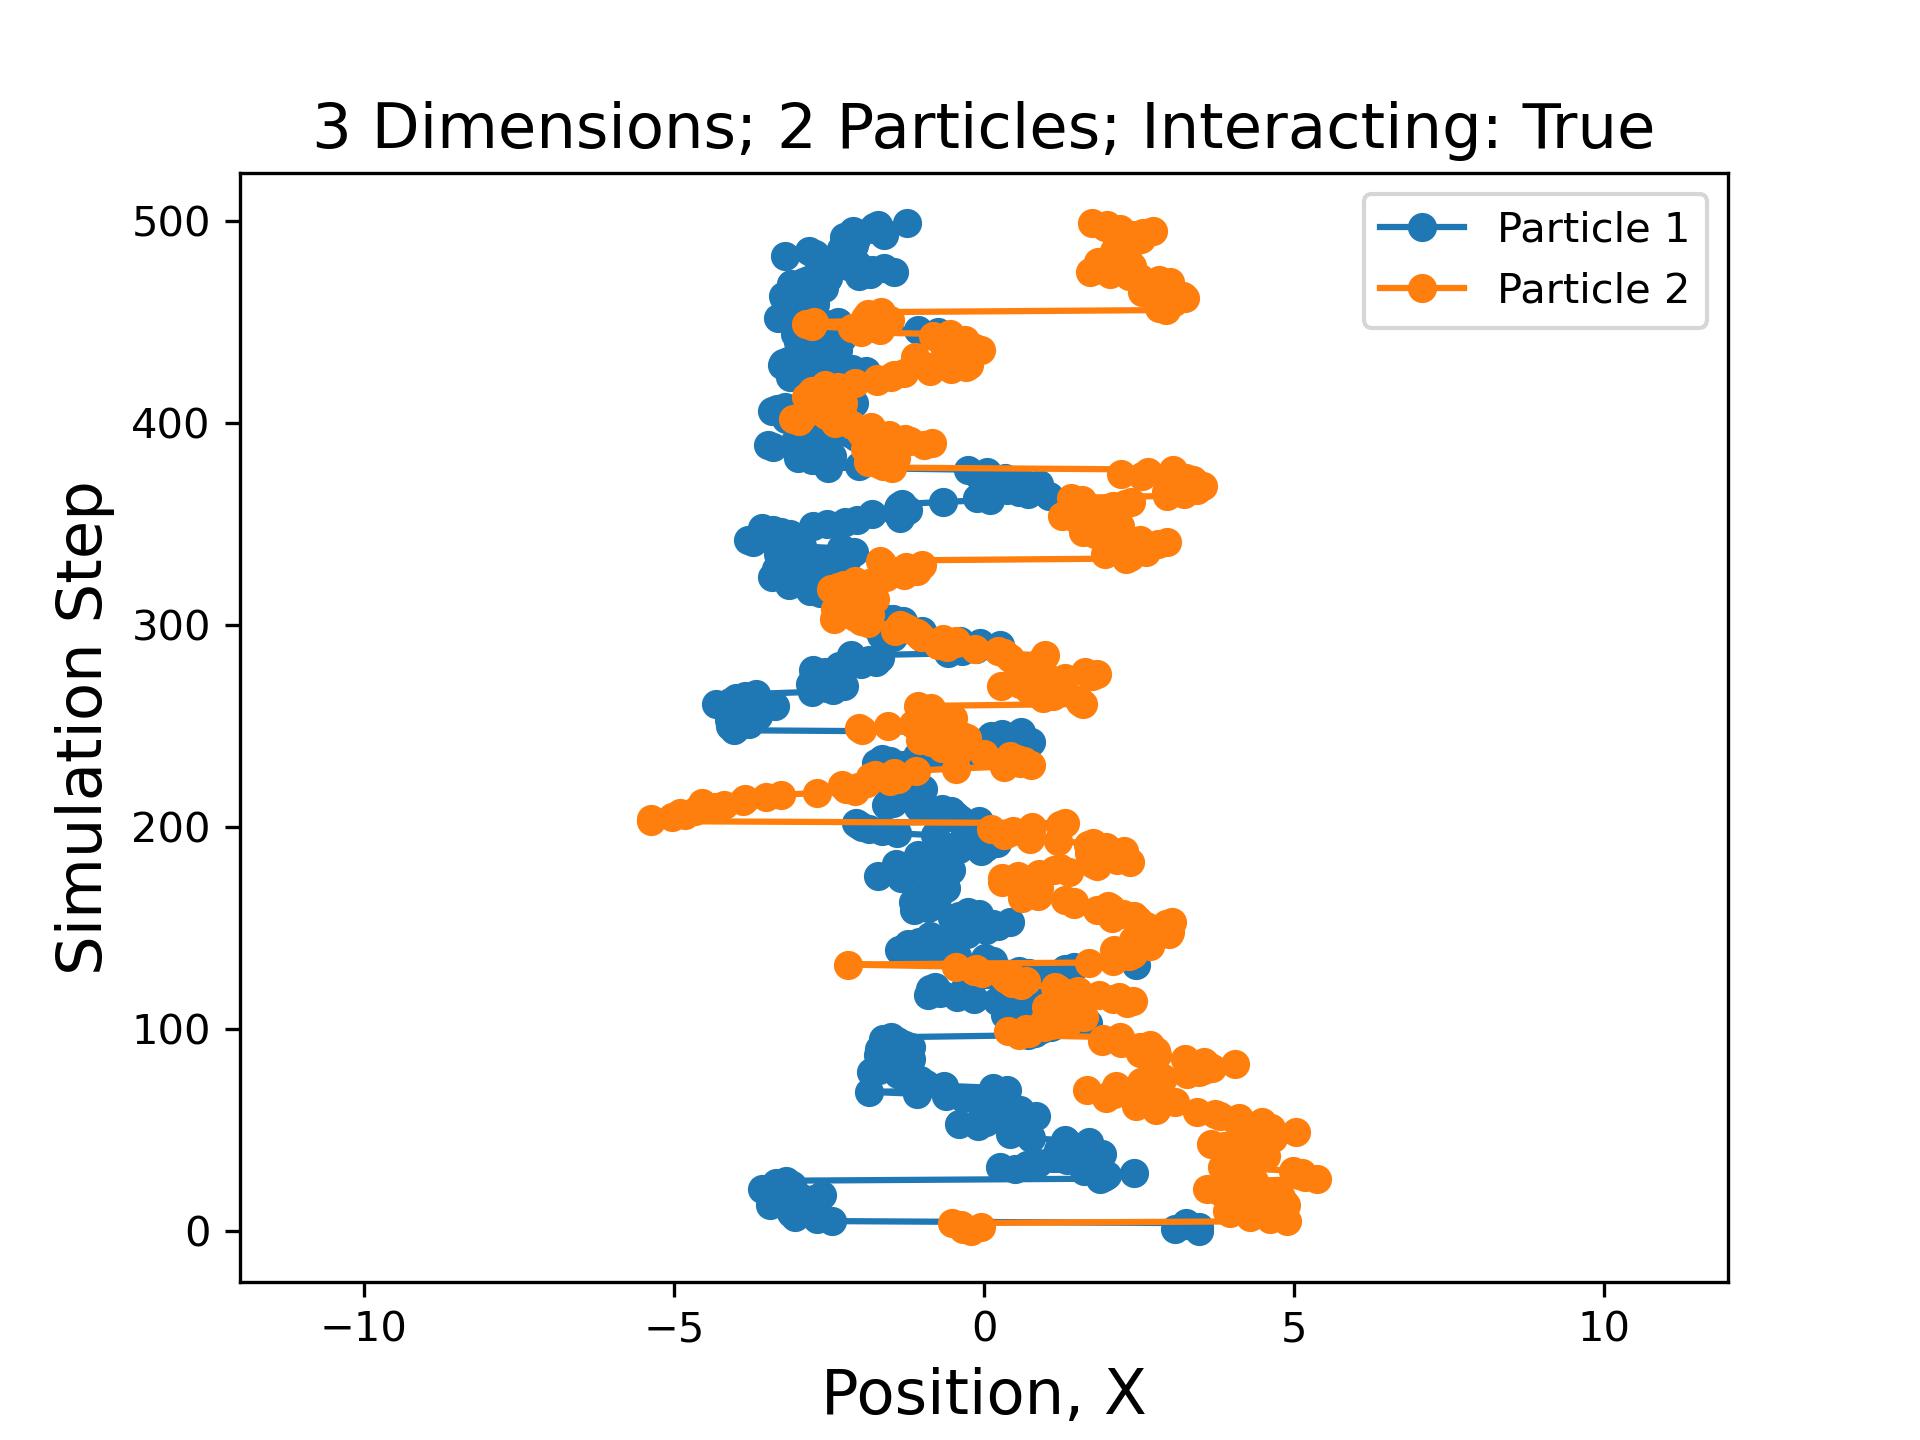 3 Dimensions; 2 Particles; Interacting: True
Particle 1
Particle 2
500
400
300
200
100
0
Simulation Step
−10
−5
0
5
10
Position, X